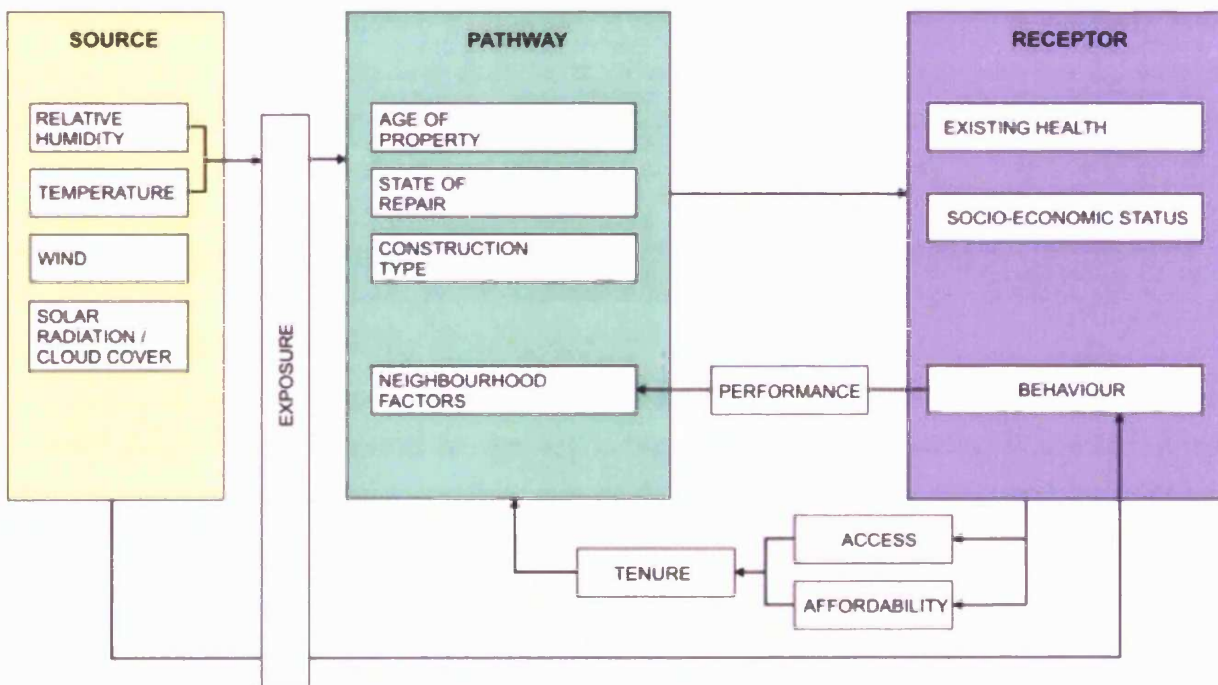 SOURCE
RELATIVE
HUMIDITY
TEMPERATURE
WIND
SOLAR
RADIATION /
CLOUD COVER
EXPOSURE
PATHWAY
AGE OF
PROPERTY
STATE OF
REPAIR
CONSTRUCTION
TYPE
NEIGHBOURHOOD
FACTORS
PERFORMANCE
RECEPTOR
EXISTING HEALTH
SOCIO-ECONOMIC STATUS
BEHAVIOUR
ACCESS
TENURE
AFFORDABILITY